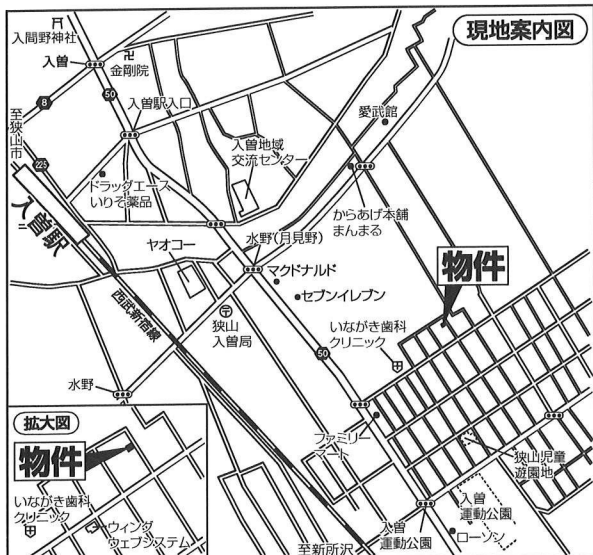 現地案内図
入間野神社
入曽
金剛院
8
50
入曽駅入口
愛武館
至狭山市
225
入曽地域
交流センター
ドラッグエース
いりそ薬品
からあげ本舗
まんまる
入曽駅
ヤオコー
水野(月見野)
物件
マクドナルド
セブンイレブン
西武新宿線
〒
狭山
入曽局
いながき歯科
クリニック
50
水野
拡大図
物件
ファミリー
マート
狭山児童
遊園地
いながき歯科
クリニック
ウィング
ウェブシステム
入曽
運動公園
入曽
運動公園
ローソン
至新所沢